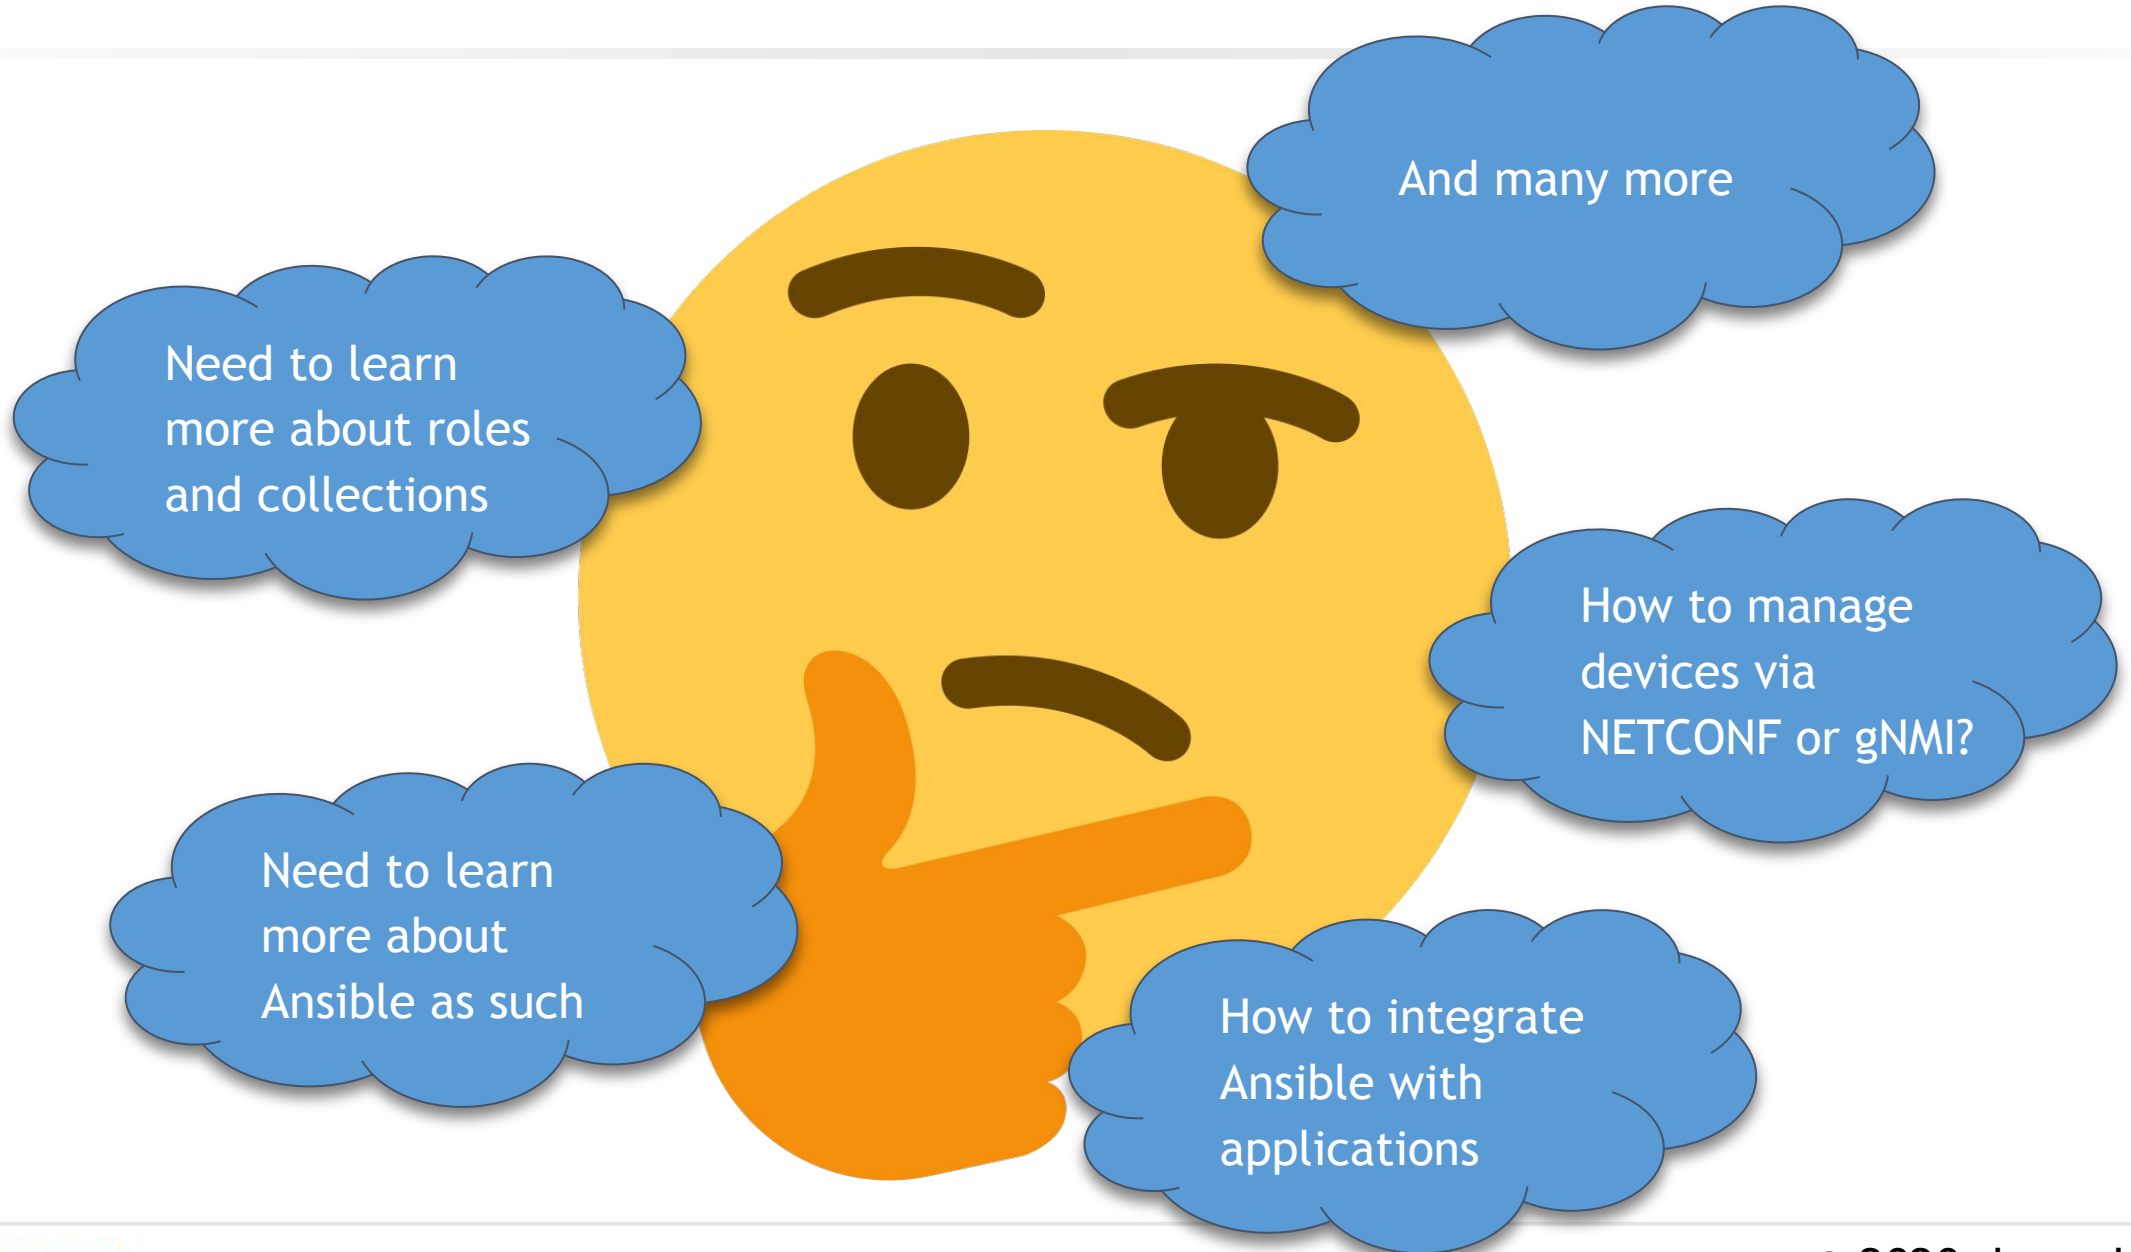 And many more
Need to learn
more about roles
and collections
How to manage
devices via
NETCONF or gNMI?
Need to learn
more about
Ansible as such
How to integrate
Ansible with
applications